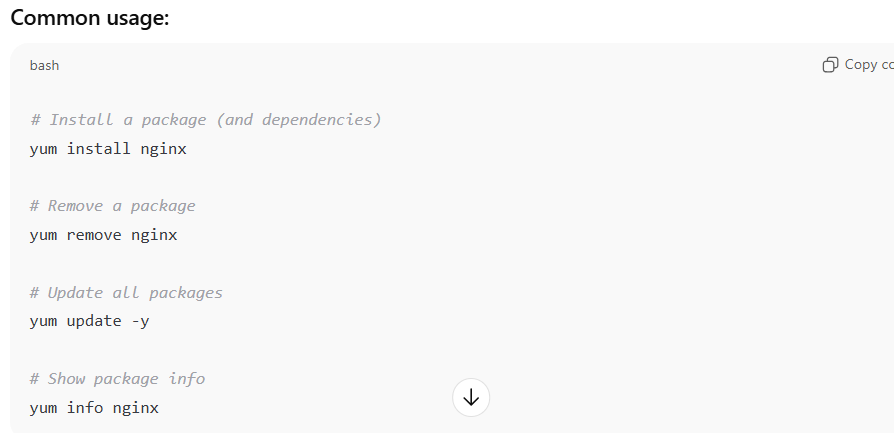 Common usage:
bash
Copy co
# Install a package (and dependencies)
yum install nginx
# Remove a package
yum remove nginx
# Update all packages
yum update -y
# Show package info
yum info nginx